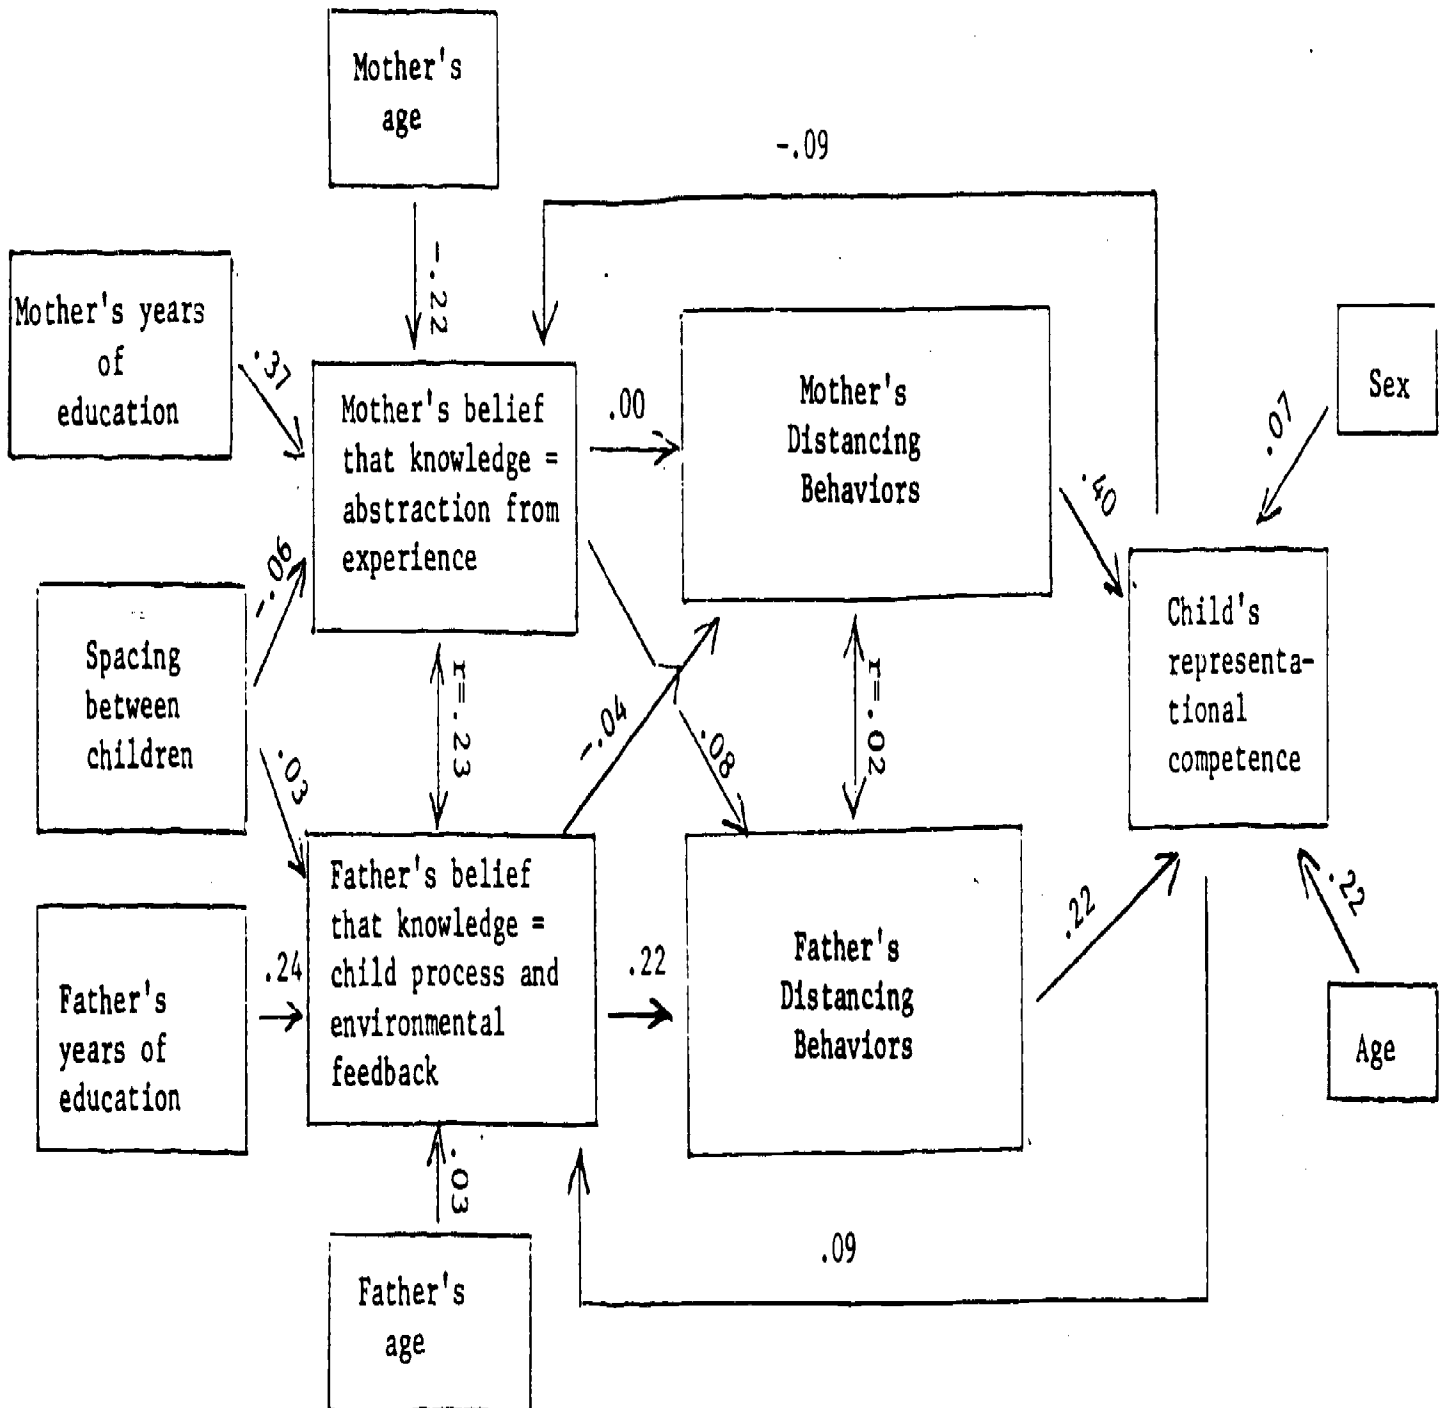 Mother's
age
-.09
-.22
Mother's years
of
education
.37
Mother's belief
that knowledge =
abstraction from
experience
.00
Mother's
Distancing
Behaviors
Sex
.07
.40
-.06
Spacing
between
children
.03
r=.23
-.04
.08
r=.02
Child's
representa-
tional
competence
Father's
years of
education
.24
Father's belief
that knowledge =
child process and
environmental
feedback
.22
Father's
Distancing
Behaviors
.22
.22
Age
.03
Father's
age
.09